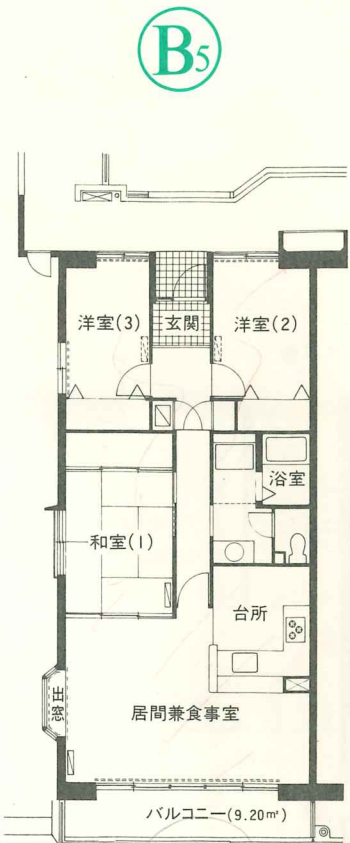 B5
洋室(3)
玄関
洋室(2)
浴室
和室(1)
台所
出窓
居間兼食事室
バルコニー(9.20㎡)